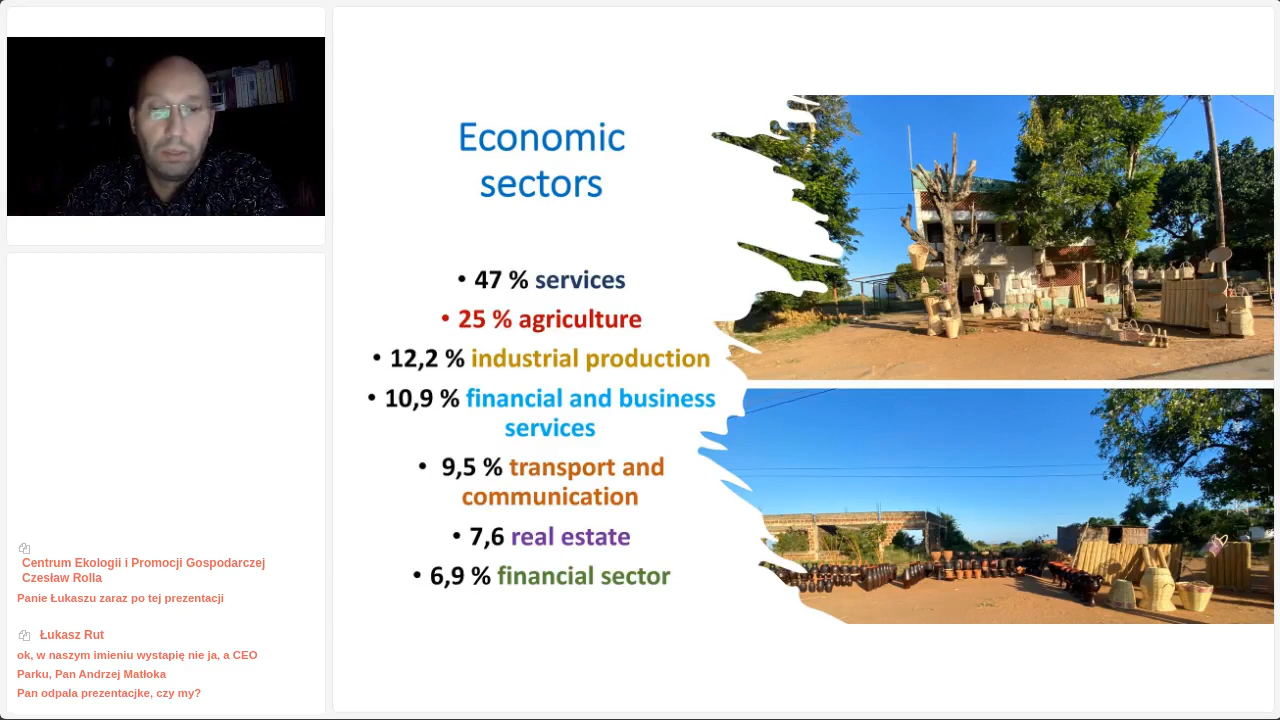 Economic
sectors
• 47 % services
• 25 % agriculture
• 12,2 % industrial production
• 10,9 % financial and business
services
• 9,5 % transport and
communication
• 7,6 real estate
• 6,9 % financial sector
Centrum Ekologii i Promocji Gospodarczej
Czesław Rolla
Panie Łukaszu zaraz po tej prezentacji
Łukasz Rut
ok, w naszym imieniu wystapię nie ja, a CEO
Parku, Pan Andrzej Matłoka
Pan odpala prezentacjke, czy my?